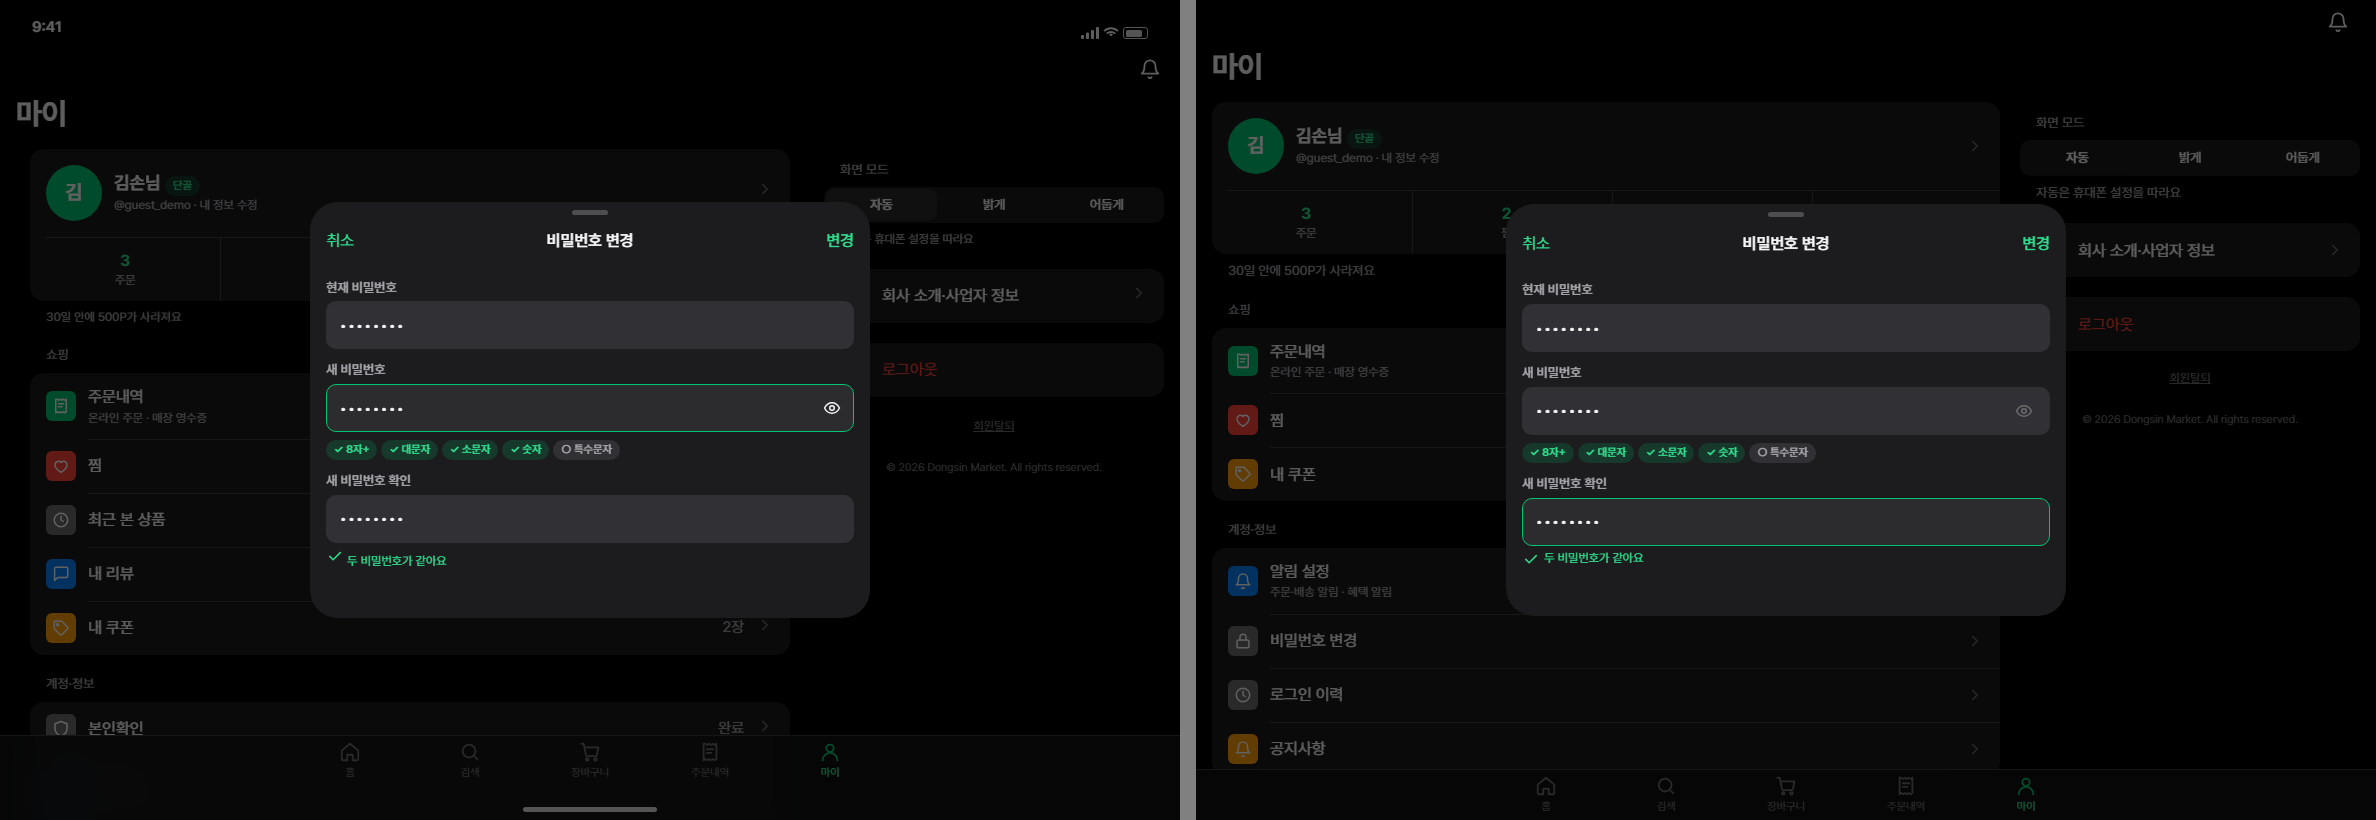 9:41
마이
김
김손님 단골
@guest_demo · 내 정보 수정
3
주문
30일 안에 500P가 사라져요
쇼핑
주문내역
온라인 주문 · 매장 영수증
찜
최근 본 상품
내 리뷰
내 쿠폰
2장
계정·정보
본인확인
완료
화면 모드
자동
밝게
어둡게
휴대폰 설정을 따라요
회사 소개·사업자 정보
로그아웃
회원탈퇴
© 2026 Dongsin Market. All rights reserved.
취소
비밀번호 변경
변경
현재 비밀번호
새 비밀번호
8자+
대문자
소문자
숫자
특수문자
새 비밀번호 확인
두 비밀번호가 같아요
홈
검색
장바구니
주문내역
마이
마이
김
김손님 단골
@guest_demo · 내 정보 수정
3
주문
2
30일 안에 500P가 사라져요
쇼핑
주문내역
온라인 주문 · 매장 영수증
찜
내 쿠폰
계정·정보
알림 설정
주문·배송 알림 · 혜택 알림
비밀번호 변경
로그인 이력
공지사항
화면 모드
자동
밝게
어둡게
자동은 휴대폰 설정을 따라요
회사 소개·사업자 정보
로그아웃
회원탈퇴
© 2026 Dongsin Market. All rights reserved.
취소
비밀번호 변경
변경
현재 비밀번호
새 비밀번호
8자+
대문자
소문자
숫자
특수문자
새 비밀번호 확인
두 비밀번호가 같아요
홈
검색
장바구니
주문내역
마이